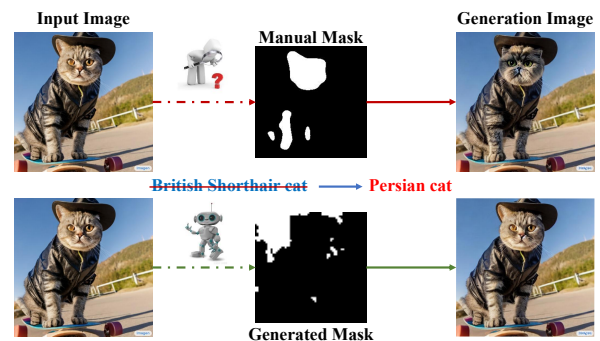 Input Image
Manual Mask
Generation Image
?
British Shorthair cat
Persian cat
Generated Mask